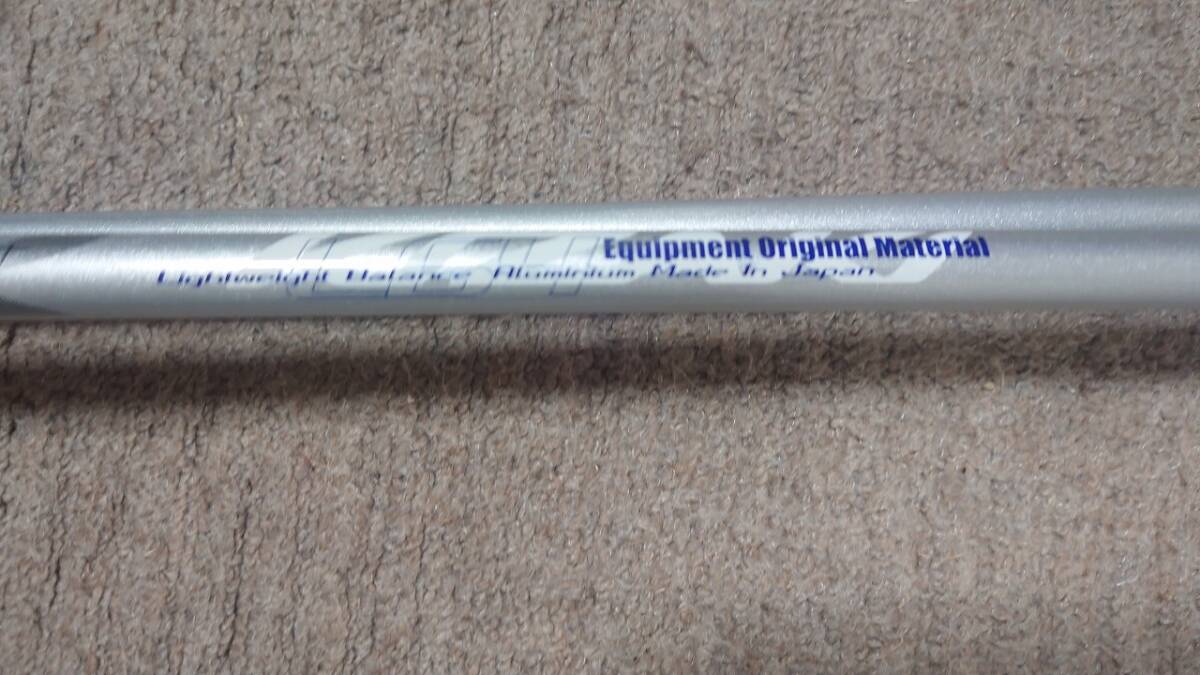 Equipment Original Material
Lightweight Balance Aluminium Made In Japan